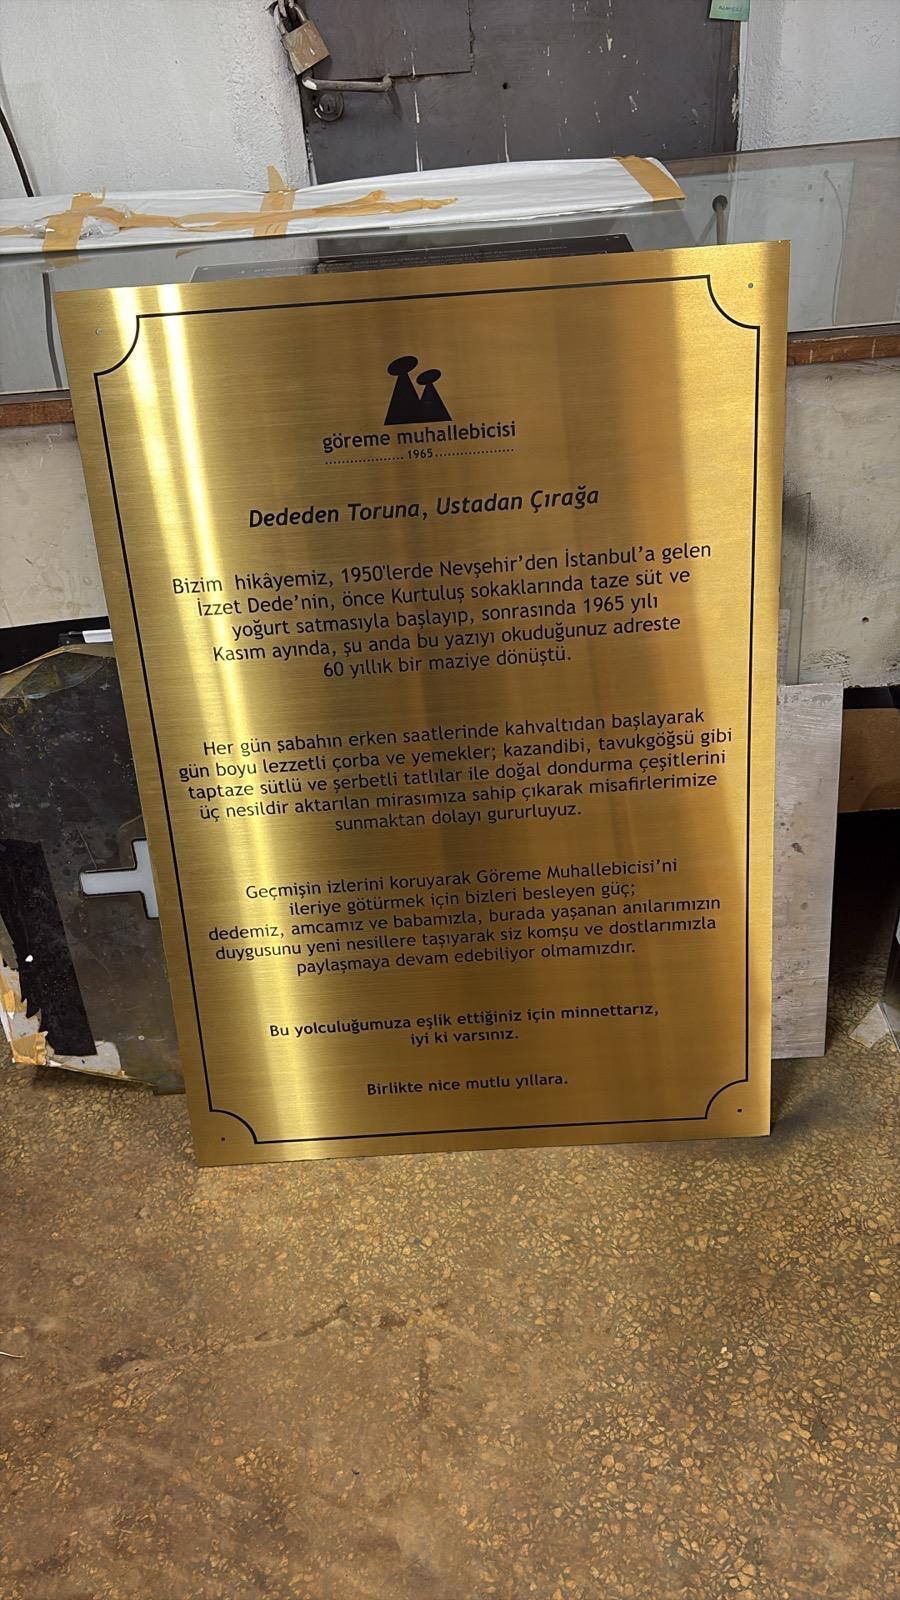 göreme muhallebicisi
1965
Dededen Toruna, Ustadan Çırağa
Bizim hikâyemiz, 1950'lerde Nevşehir’den İstanbul’a gelen
İzzet Dede’nin, önce Kurtuluş sokaklarında taze süt ve
yoğurt satmasıyla başlayıp, sonrasında 1965 yılı
Kasım ayında, şu anda bu yazıyı okuduğunuz adreste
60 yıllık bir maziye dönüştü.
Her gün sabahın erken saatlerinde kahvaltıdan başlayarak
gün boyu lezzetli çorba ve yemekler; kazandibi, tavukgöğsü gibi
taptaze sütlü ve şerbetli tatlılar ile doğal dondurma çeşitlerini
üç nesildir aktarılan mirasımıza sahip çıkarak misafirlerimize
sunmaktan dolayı gururluyuz.
Geçmişin izlerini koruyarak Göreme Muhallebicisi’ni
ileriye götürmek için bizleri besleyen güç;
dedemiz, amcamız ve babamızla, burada yaşanan anılarımızın
duygusunu yeni nesillere taşıyarak siz komşu ve dostlarımızla
paylaşmaya devam edebiliyor olmamızdır.
Bu yolculuğumuza eşlik ettiğiniz için minnettarız,
iyi ki varsınız.
Birlikte nice mutlu yıllara.